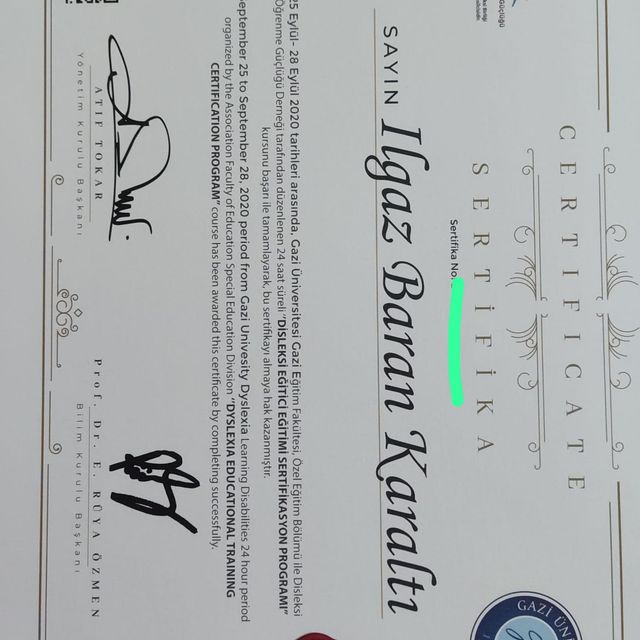 Güçlüğü
CERTIFICATE
SERTİFİKA
Sertifika No:
SAYIN Ilgaz Baran Karaltı
25 Eylül- 28 Eylül 2020 tarihleri arasında, Gazi Üniversitesi Gazi Eğitim Fakültesi, Özel Eğitim Bölümü ile Disleksi
Öğrenme Güçlüğü Derneği tarafından düzenlenen 24 saat süreli "DİSLEKSİ EĞİTİCİ EĞİTİMİ SERTİFİKASYON PROGRAMI"
kursunu başarı ile tamamlayarak, bu sertifikayı almaya hak kazanmıştır.
September 25 to September 28, 2020 period from Gazi Univesity Dyslexia Learning Disabilities 24 hour period
organized by the Association Faculty of Education Special Education Division "DYSLEXIA EDUCATIONAL TRAINING
CERTIFICATION PROGRAM" course has been awarded this certificate by completing successfully.
ATIF TOKAR
Yönetim Kurulu Başkanı
Prof. Dr. E. RÜYA ÖZMEN
Bilim Kurulu Başkanı
GAZİ ÜN